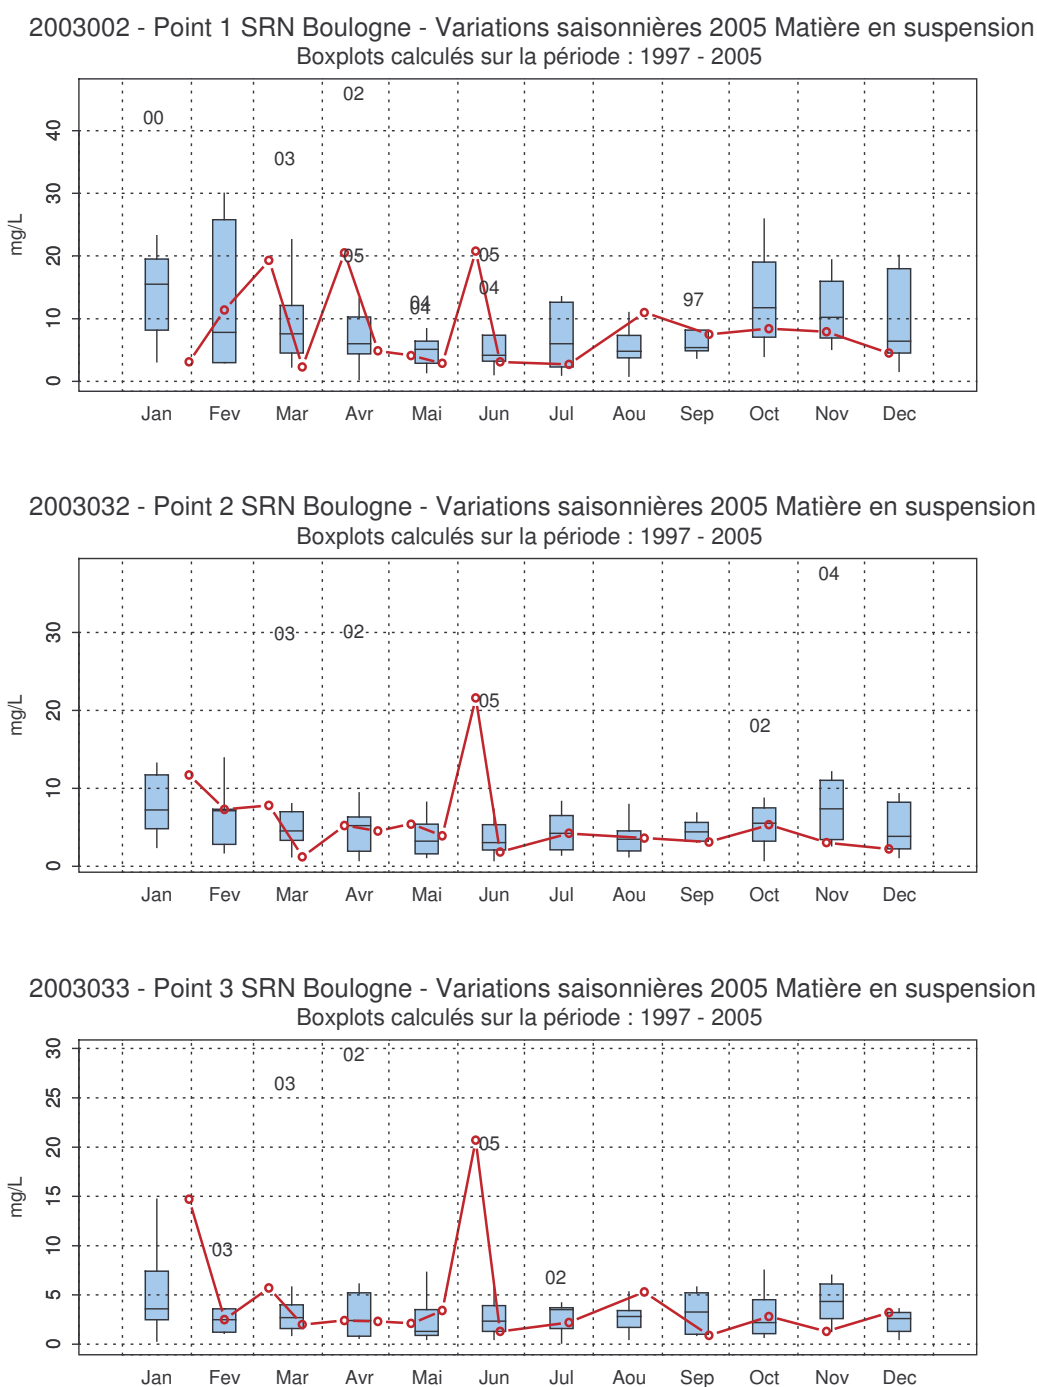 2003002 - Point 1 SRN Boulogne - Variations saisonnières 2005 Matière en suspension
Boxplots calculés sur la période : 1997 - 2005
02
00
40
03
30
mg/L
20
05
05
04
04
04
97
10
0
Jan Fev Mar Avr Mai Jun Jul Aou Sep Oct Nov Dec
2003032 - Point 2 SRN Boulogne - Variations saisonnières 2005 Matière en suspension
Boxplots calculés sur la période : 1997 - 2005
04
30
03
02
mg/L
20
05
02
10
0
Jan Fev Mar Avr Mai Jun Jul Aou Sep Oct Nov Dec
2003033 - Point 3 SRN Boulogne - Variations saisonnières 2005 Matière en suspension
Boxplots calculés sur la période : 1997 - 2005
30
02
03
25
20
05
mg/L
15
10
03
02
5
0
Jan Fev Mar Avr Mai Jun Jul Aou Sep Oct Nov Dec